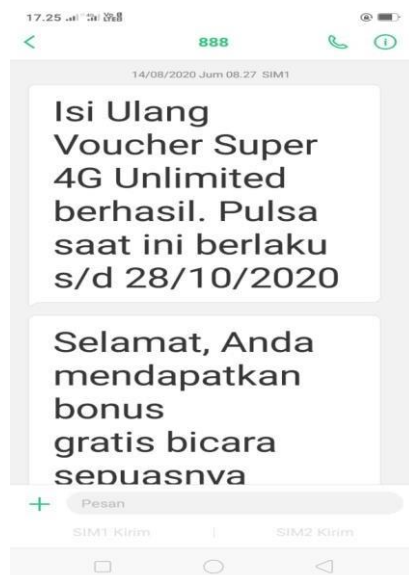 17.25
888
14/08/2020 Jum 08.27 SIM1
Isi Ulang
Voucher Super
4G Unlimited
berhasil. Pulsa
saat ini berlaku
s/d 28/10/2020
Selamat, Anda
mendapatkan
bonus
gratis bicara
sepuasnya
Pesan
SIM1 Kirim | SIM2 Kirim